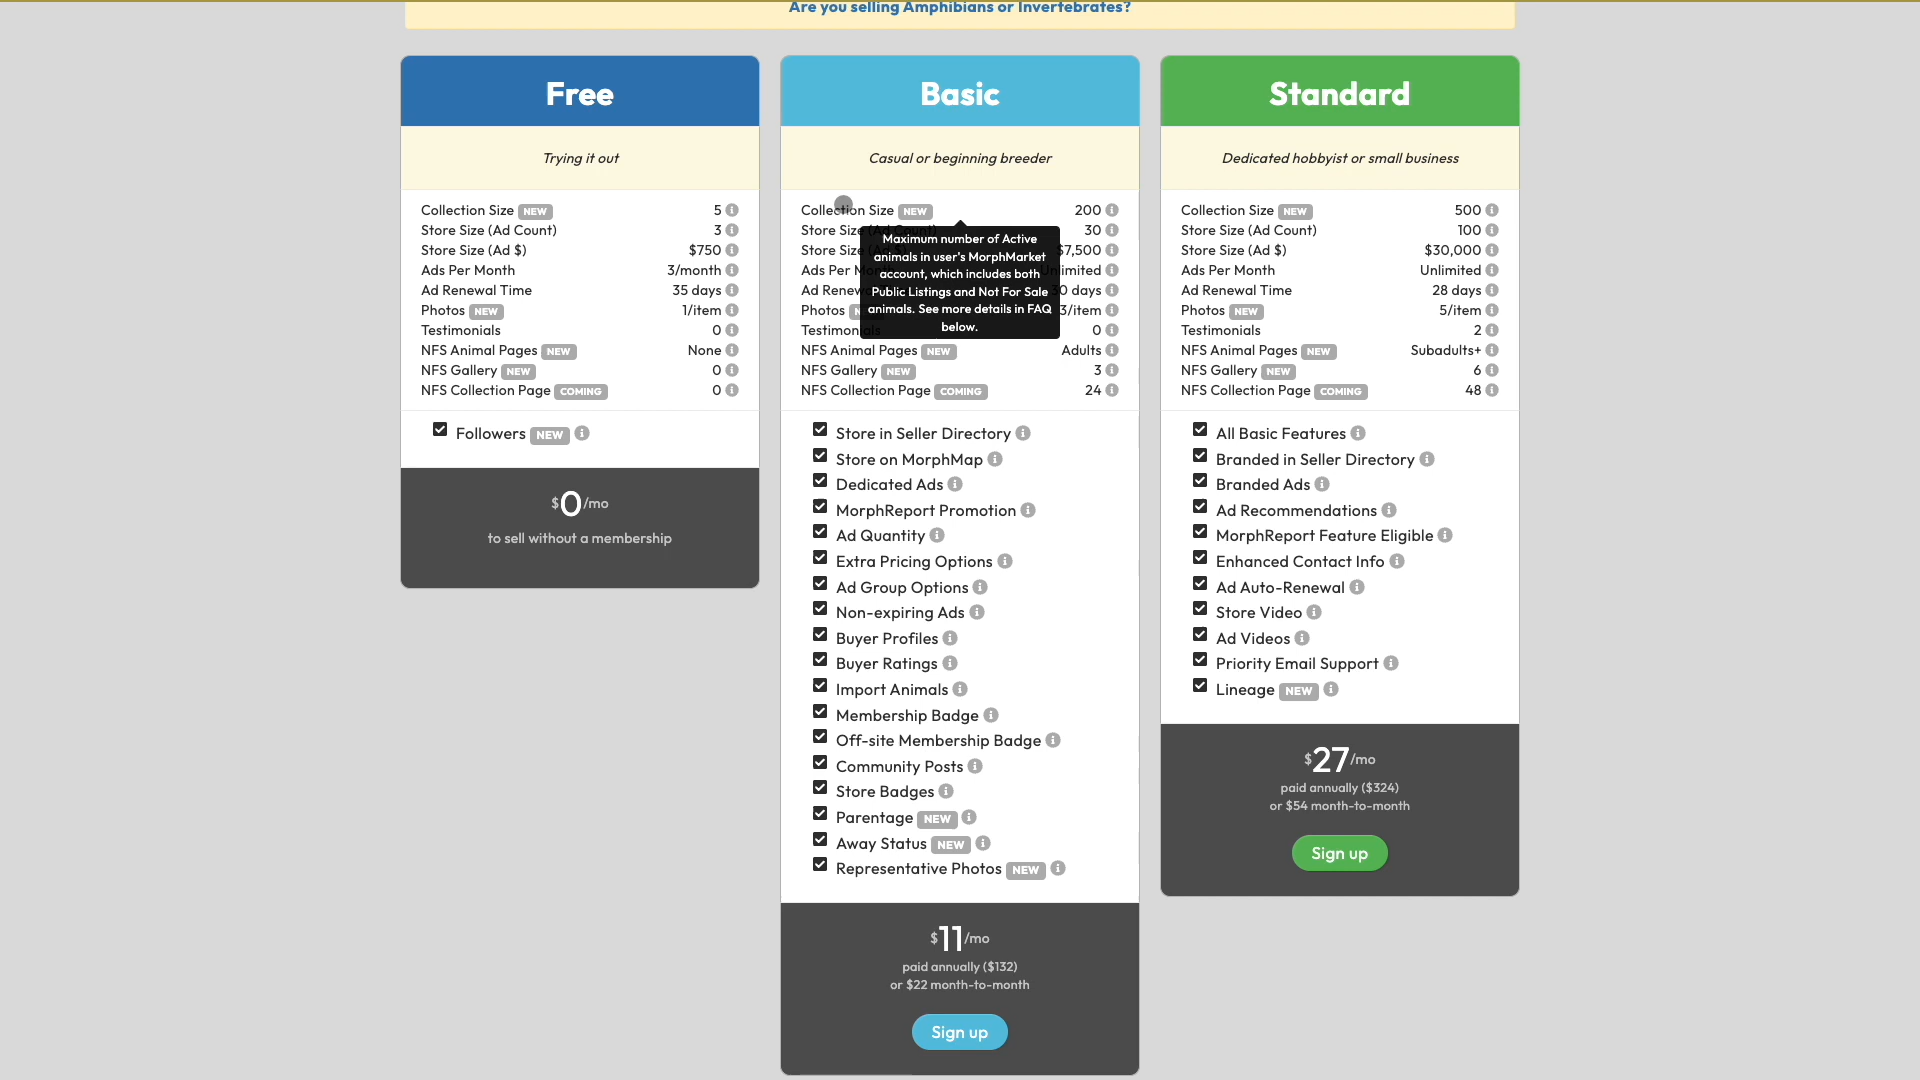 Are you selling Amphibians or Invertebrates?
Free
Trying it out
Collection Size NEW 5
Store Size (Ad Count) 3
Store Size (Ad $) $750
Ads Per Month 3/month
Ad Renewal Time 35 days
Photos NEW 1/item
Testimonials 0
NFS Animal Pages NEW None
NFS Gallery NEW 0
NFS Collection Page COMING 0
Followers NEW
$0/mo
to sell without a membership
Basic
Casual or beginning breeder
Collection Size NEW 200
Store Size (Ad Count) 30
Store Size (Ad $) $7,500
Ads Per Month Unlimited
Ad Renew 30 days
Photos 3/item
Testimonials 0
NFS Animal Pages NEW Adults
NFS Gallery NEW 3
NFS Collection Page COMING 24
Maximum number of Active
animals in user's MorphMarket
account, which includes both
Public Listings and Not For Sale
animals. See more details in FAQ
below.
Store in Seller Directory
Store on MorphMap
Dedicated Ads
MorphReport Promotion
Ad Quantity
Extra Pricing Options
Ad Group Options
Non-expiring Ads
Buyer Profiles
Buyer Ratings
Import Animals
Membership Badge
Off-site Membership Badge
Community Posts
Store Badges
Parentage NEW
Away Status NEW
Representative Photos NEW
$11/mo
paid annually ($132)
or $22 month-to-month
Sign up
Standard
Dedicated hobbyist or small business
Collection Size NEW 500
Store Size (Ad Count) 100
Store Size (Ad $) $30,000
Ads Per Month Unlimited
Ad Renewal Time 28 days
Photos NEW 5/item
Testimonials 2
NFS Animal Pages NEW Subadults+
NFS Gallery NEW 6
NFS Collection Page COMING 48
All Basic Features
Branded in Seller Directory
Branded Ads
Ad Recommendations
MorphReport Feature Eligible
Enhanced Contact Info
Ad Auto-Renewal
Store Video
Ad Videos
Priority Email Support
Lineage NEW
$27/mo
paid annually ($324)
or $54 month-to-month
Sign up